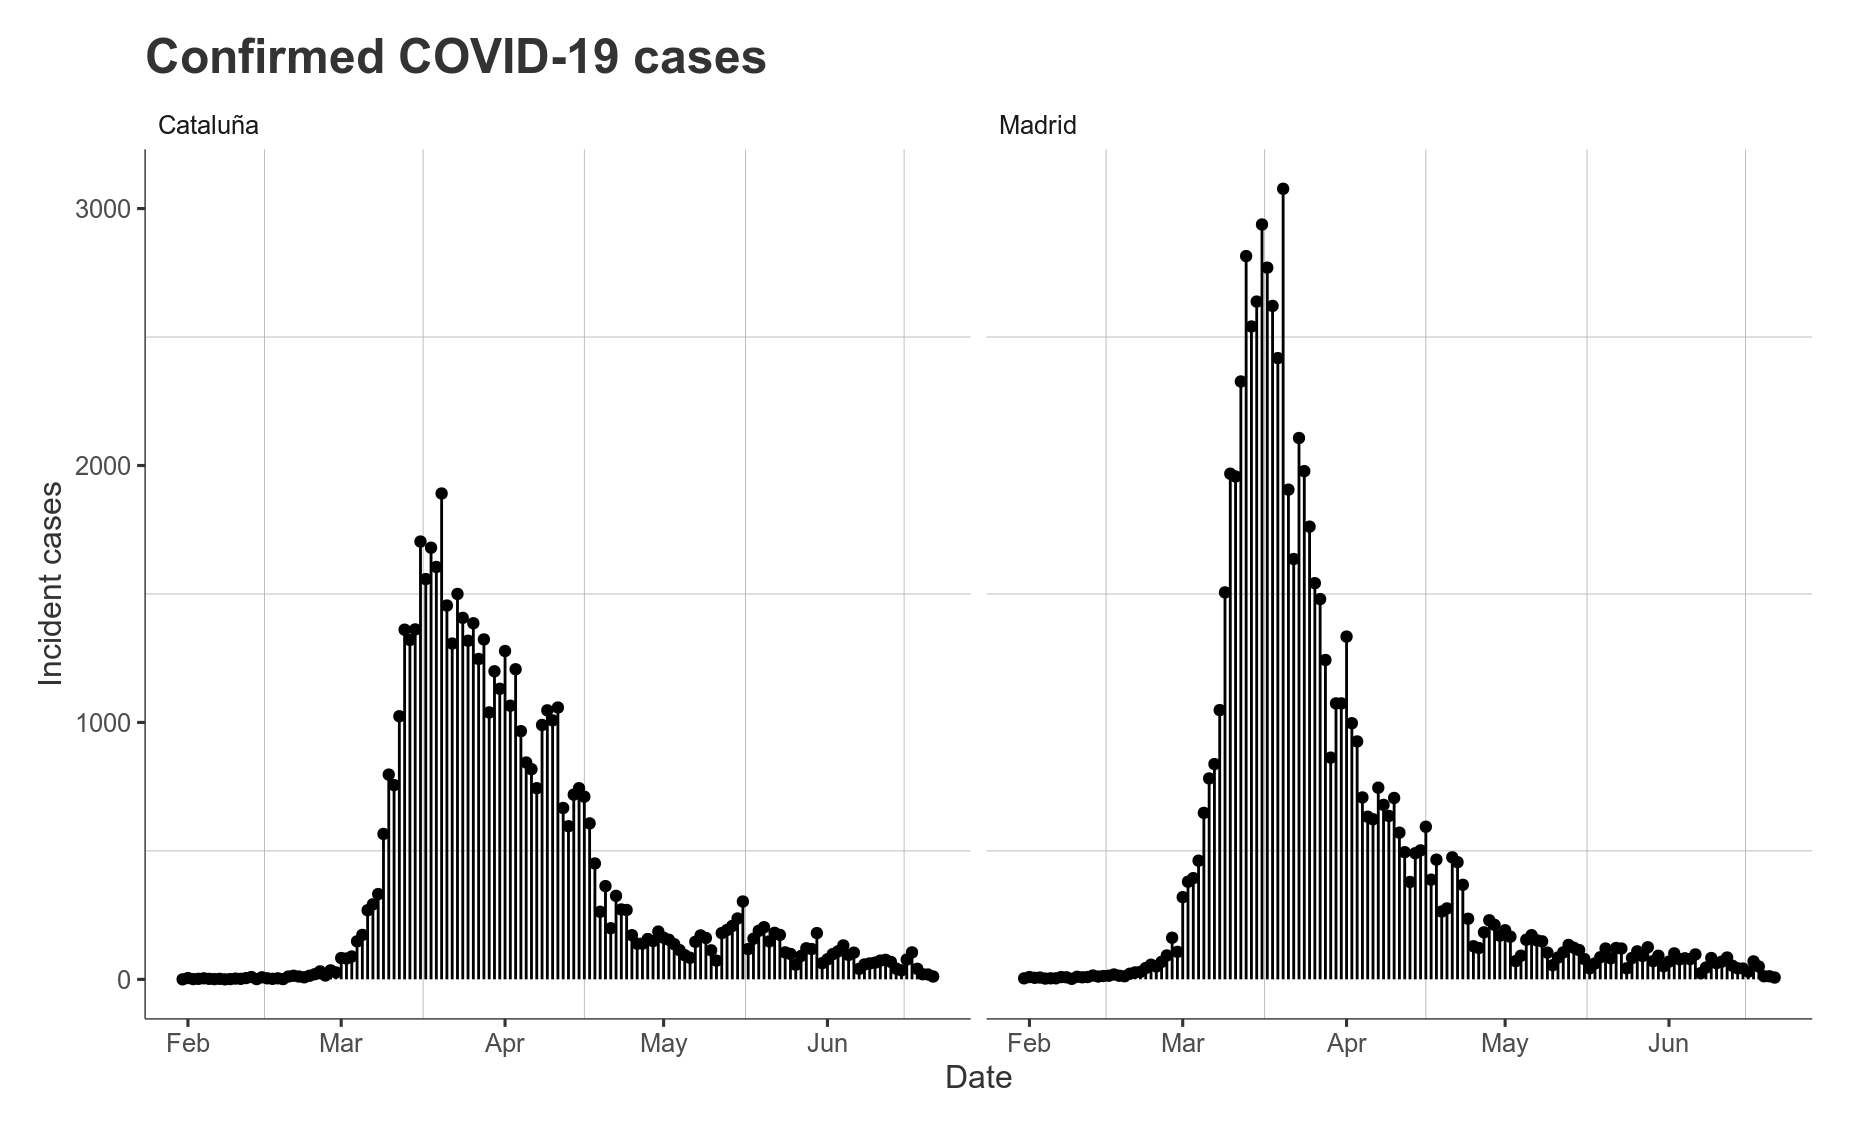 Confirmed COVID-19 cases
Cataluña
Madrid
3000
2000
1000
0
Incident cases
Feb Mar Apr May Jun
Feb Mar Apr May Jun
Date